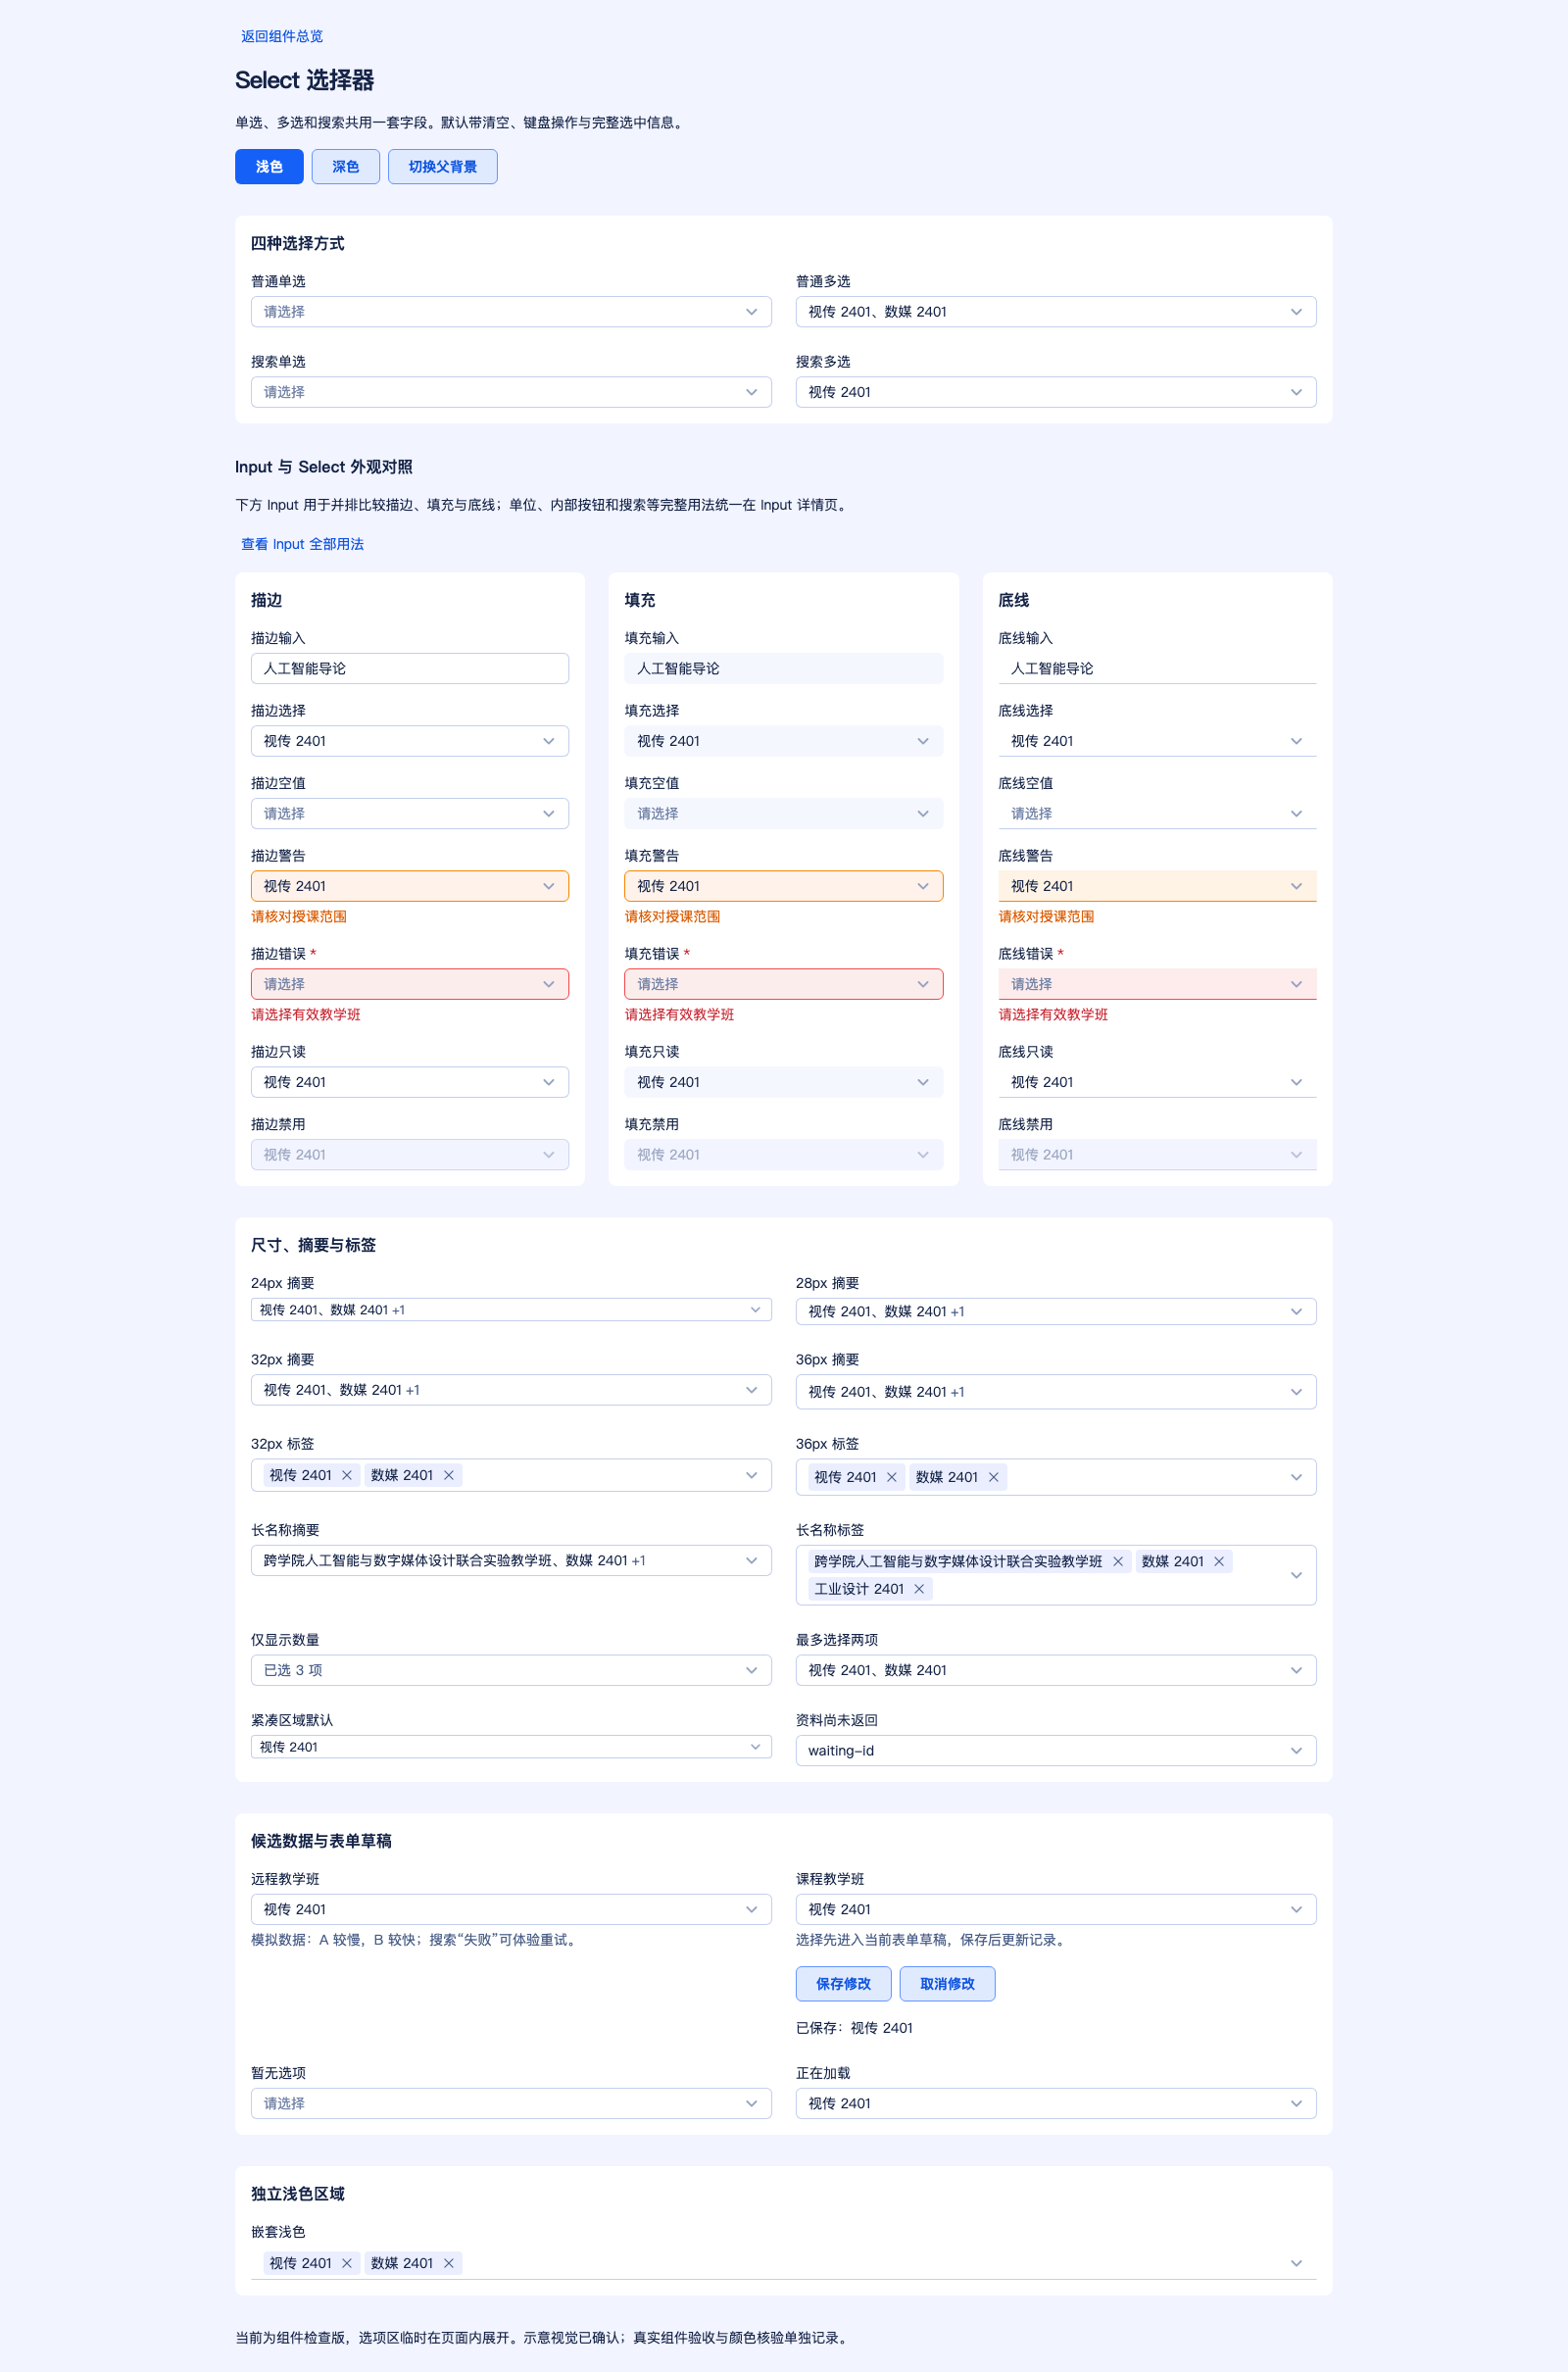 返回组件总览
Select 选择器
单选、多选和搜索共用一套字段。默认带清空、键盘操作与完整选中信息。
浅色 深色 切换父背景
四种选择方式
普通单选 普通多选
请选择 视传 2401、数媒 2401
搜索单选 搜索多选
请选择 视传 2401
Input 与 Select 外观对照
下方 Input 用于并排比较描边、填充与底线；单位、内部按钮和搜索等完整用法统一在 Input 详情页。
查看 Input 全部用法
描边
描边输入
人工智能导论
描边选择
视传 2401
描边空值
请选择
描边警告
视传 2401
请核对授课范围
描边错误 *
请选择
请选择有效教学班
描边只读
视传 2401
描边禁用
视传 2401
填充
填充输入
人工智能导论
填充选择
视传 2401
填充空值
请选择
填充警告
视传 2401
请核对授课范围
填充错误 *
请选择
请选择有效教学班
填充只读
视传 2401
填充禁用
视传 2401
底线
底线输入
人工智能导论
底线选择
视传 2401
底线空值
请选择
底线警告
视传 2401
请核对授课范围
底线错误 *
请选择
请选择有效教学班
底线只读
视传 2401
底线禁用
视传 2401
尺寸、摘要与标签
24px 摘要 28px 摘要
视传 2401、数媒 2401 +1 视传 2401、数媒 2401 +1
32px 摘要 36px 摘要
视传 2401、数媒 2401 +1 视传 2401、数媒 2401 +1
32px 标签 36px 标签
视传 2401 数媒 2401 视传 2401 数媒 2401
长名称摘要 长名称标签
跨学院人工智能与数字媒体设计联合实验教学班、数媒 2401 +1 跨学院人工智能与数字媒体设计联合实验教学班 数媒 2401
工业设计 2401
仅显示数量 最多选择两项
已选 3 项 视传 2401、数媒 2401
紧凑区域默认 资料尚未返回
视传 2401 waiting-id
候选数据与表单草稿
远程教学班 课程教学班
视传 2401 视传 2401
模拟数据：A 较慢，B 较快；搜索“失败”可体验重试。 选择先进入当前表单草稿，保存后更新记录。
保存修改 取消修改
已保存：视传 2401
暂无选项 正在加载
请选择 视传 2401
独立浅色区域
嵌套浅色
视传 2401 数媒 2401
当前为组件检查版，选项区临时在页面内展开。示意视觉已确认；真实组件验收与颜色核验单独记录。